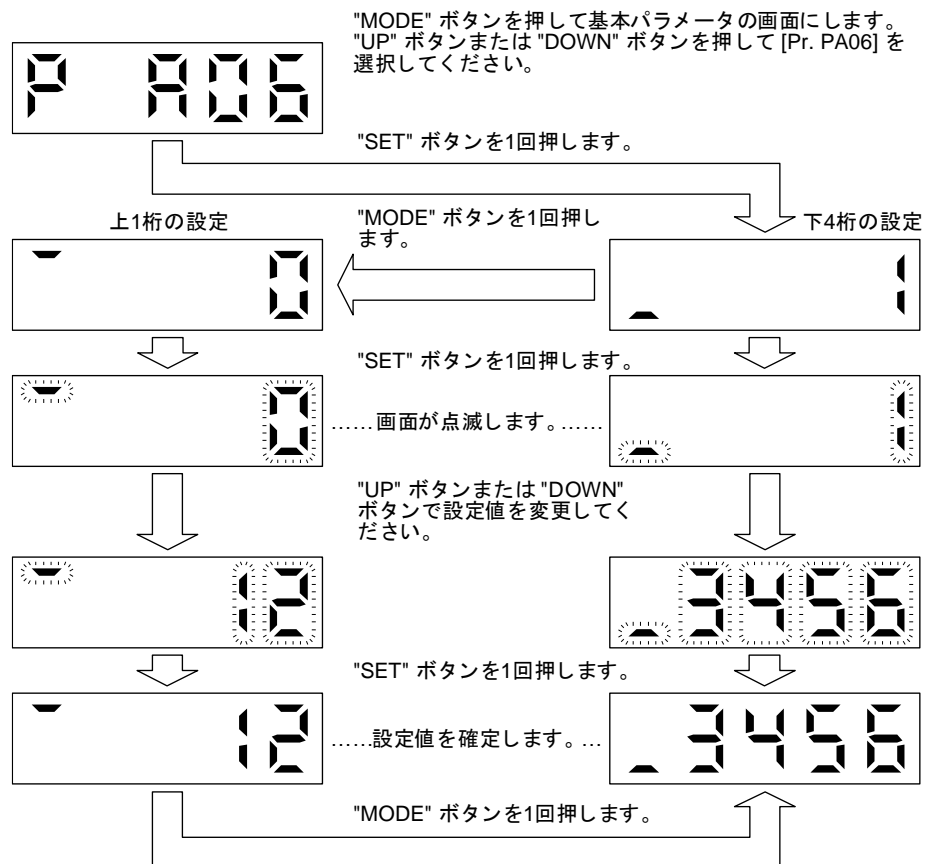 "MODE" ボタンを押して基本パラメータの画面にします。
"UP" ボタンまたは "DOWN" ボタンを押して [Pr. PA06] を
選択してください。
P A06
"SET" ボタンを1回押します。
上1桁の設定
"MODE" ボタンを1回押し
ます。
下4桁の設定
0
_ 1
"SET" ボタンを1回押します。
0
……画面が点滅します。……
_ 1
"UP" ボタンまたは "DOWN"
ボタンで設定値を変更してく
ださい。
12
_3456
"SET" ボタンを1回押します。
12
……設定値を確定します。…
_3456
"MODE" ボタンを1回押します。